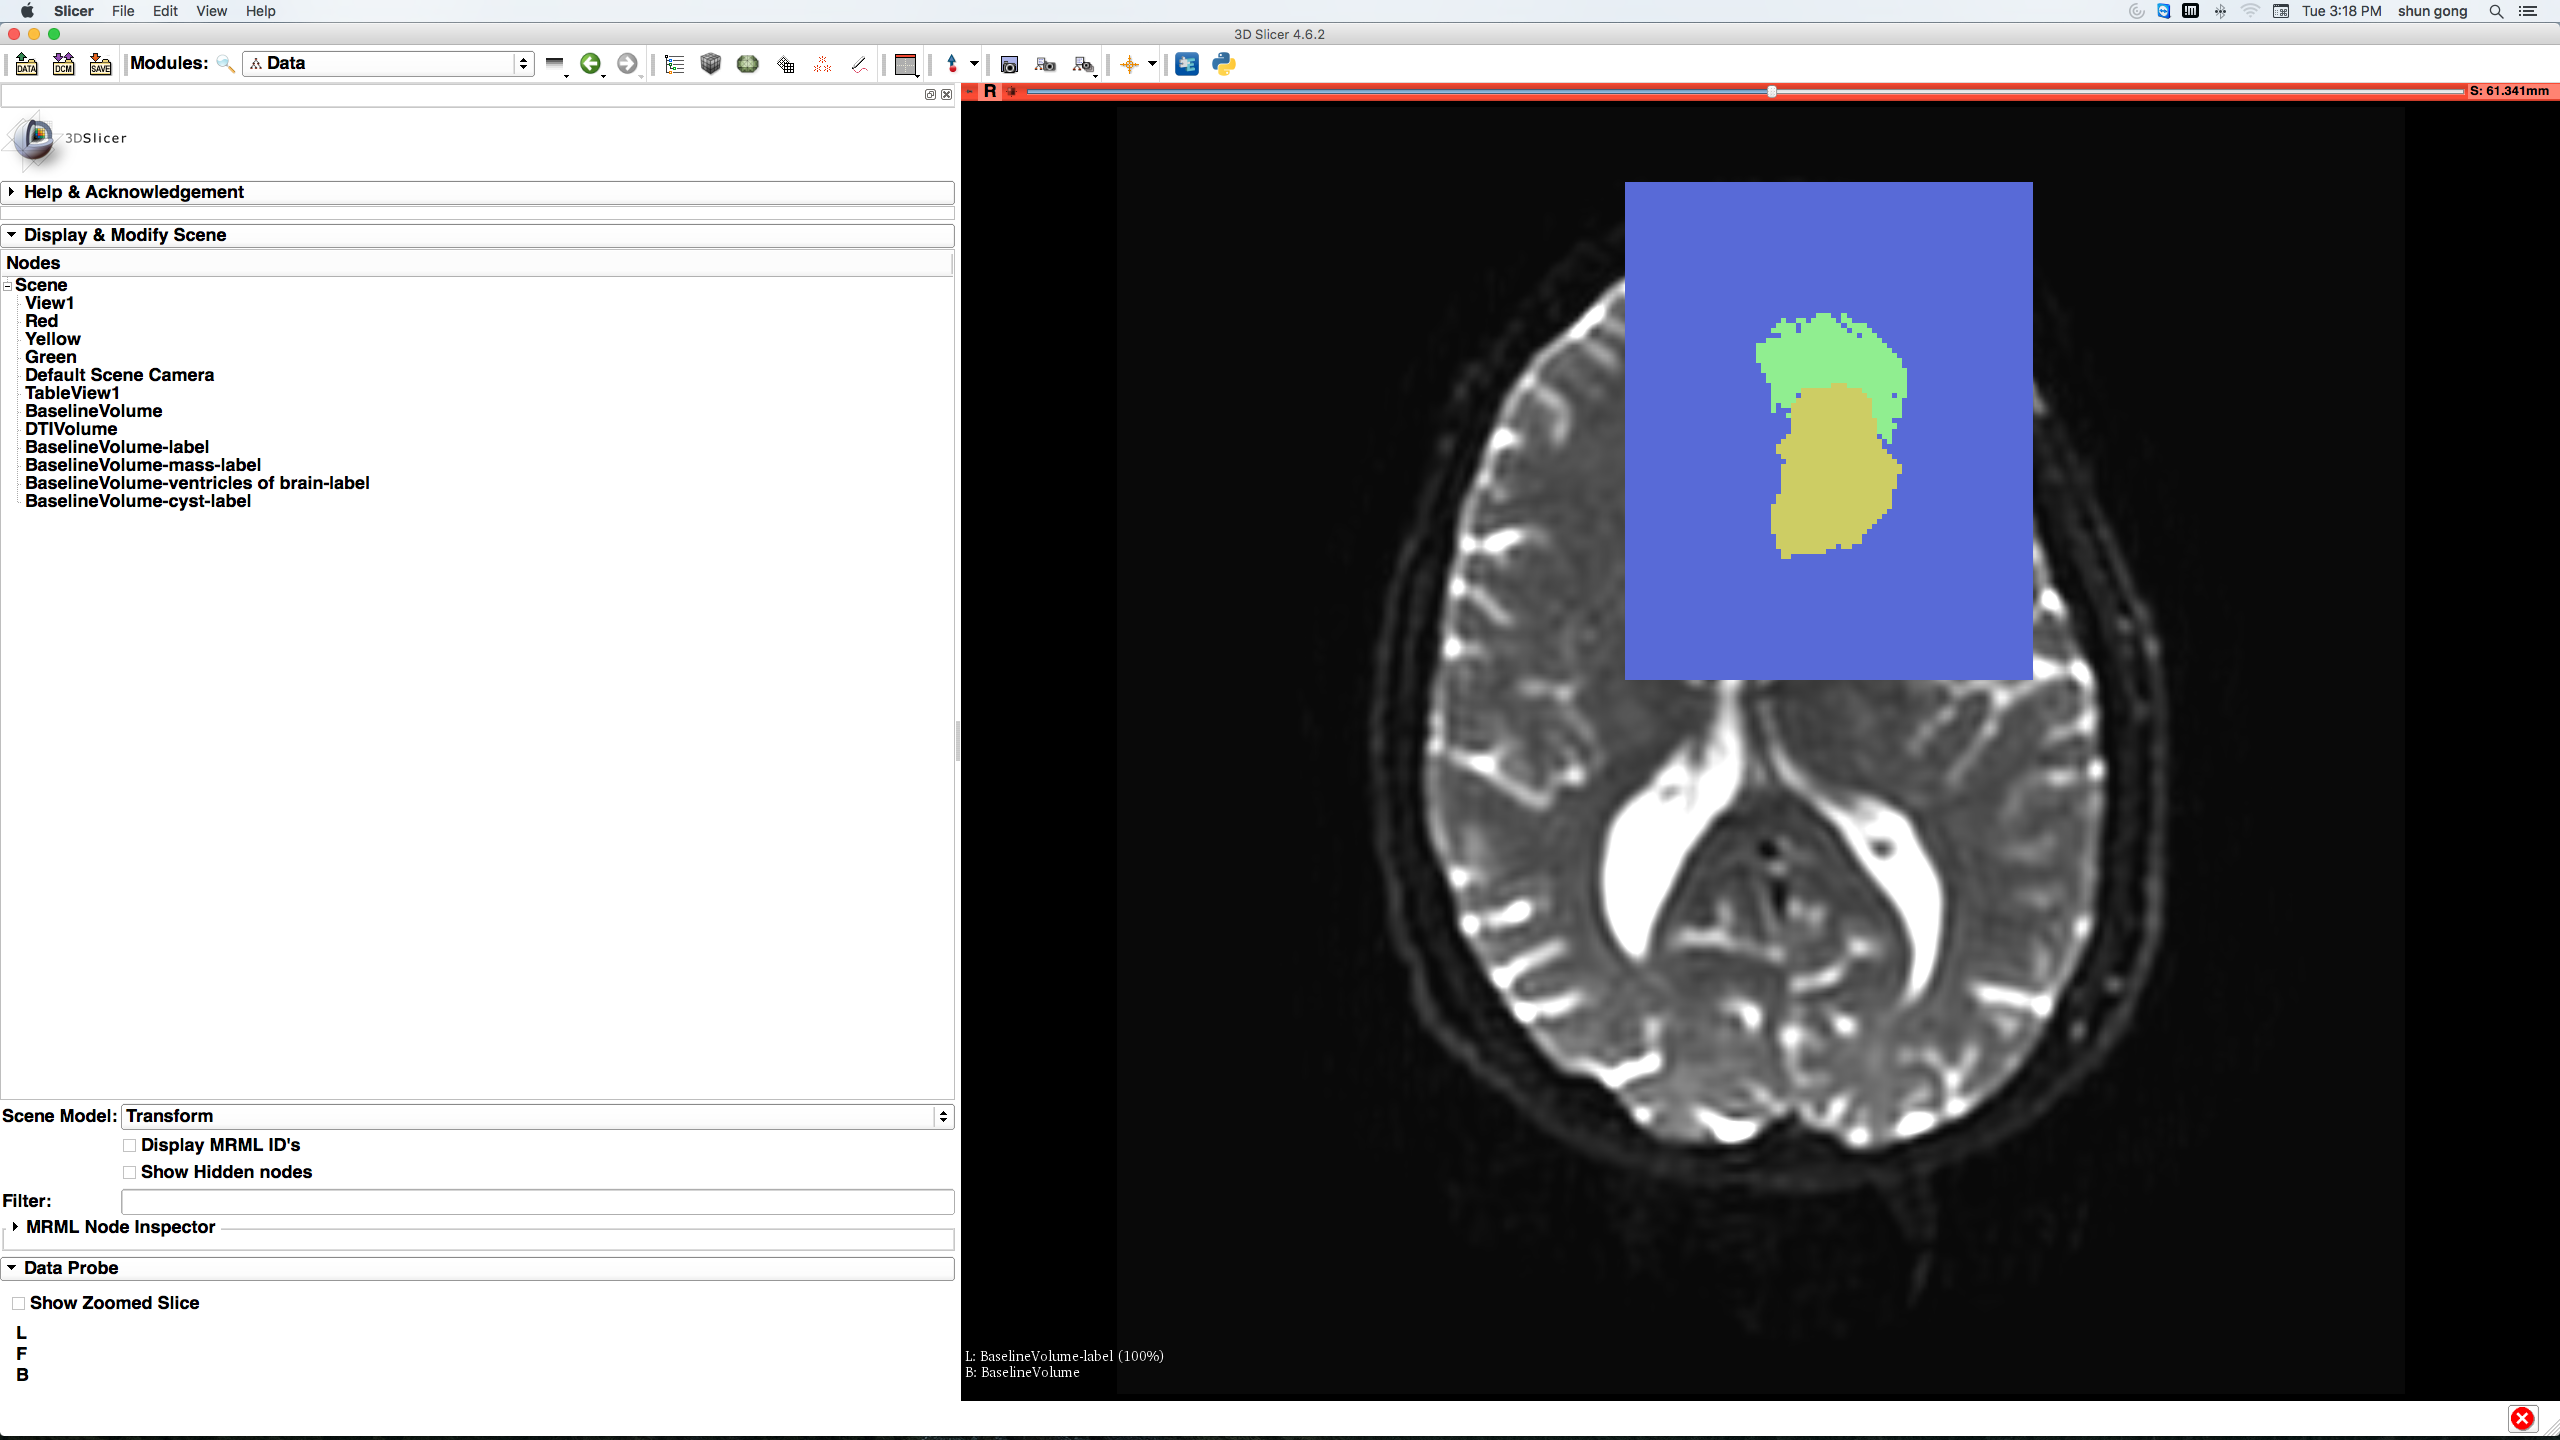 Slicer File Edit View Help Tue 3:18 PM shun gong
3D Slicer 4.6.2
DATA DCM SAVE Modules: Data
R S: 61.341mm
3DSlicer
Help & Acknowledgement
Display & Modify Scene
Nodes
Scene
View1
Red
Yellow
Green
Default Scene Camera
TableView1
BaselineVolume
DTIVolume
BaselineVolume-label
BaselineVolume-mass-label
BaselineVolume-ventricles of brain-label
BaselineVolume-cyst-label
Scene Model: Transform
Display MRML ID's
Show Hidden nodes
Filter:
MRML Node Inspector
Data Probe
Show Zoomed Slice
L
F
B
L: BaselineVolume-label (100%)
B: BaselineVolume